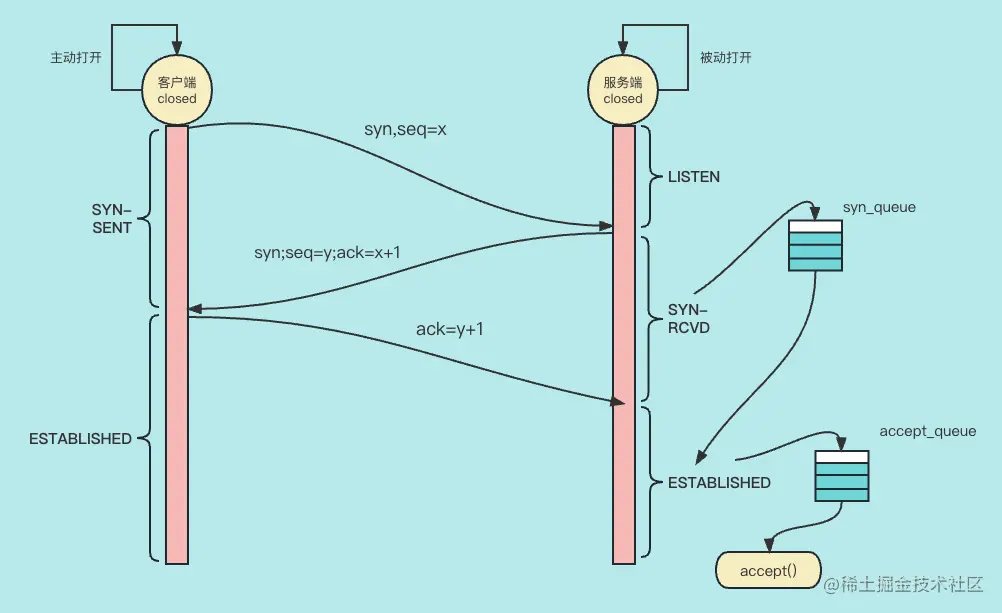 主动打开
客户端
closed
服务端
closed
被动打开
syn,seq=x
LISTEN
SYN-
SENT
syn_queue
syn;seq=y;ack=x+1
SYN-
RCVD
ack=y+1
ESTABLISHED
accept_queue
ESTABLISHED
accept()
@稀土掘金技术社区